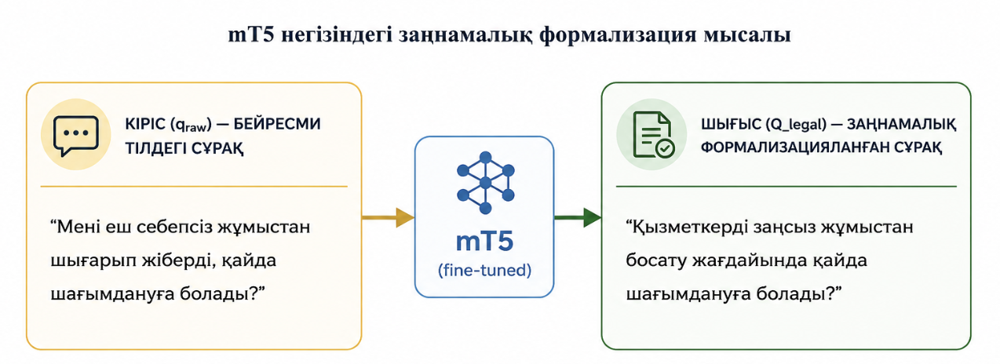 mT5 негізіндегі заңнамалық формализация мысалы
КІРІС (qraw) — БЕЙРЕСМИ
ТІЛДЕГІ СҰРАҚ
“Мені еш себепсіз жұмыстан
шығарып жіберді, қайда
шағымдануға болады?”
mT5
(fine-tuned)
ШЫҒЫС (Q_legal) — ЗАҢНАМАЛЫҚ
ФОРМАЛИЗАЦИЯЛАНҒАН СҰРАҚ
“Қызметкерді заңсыз жұмыстан
босату жағдайында қайда
шағымдануға болады?”